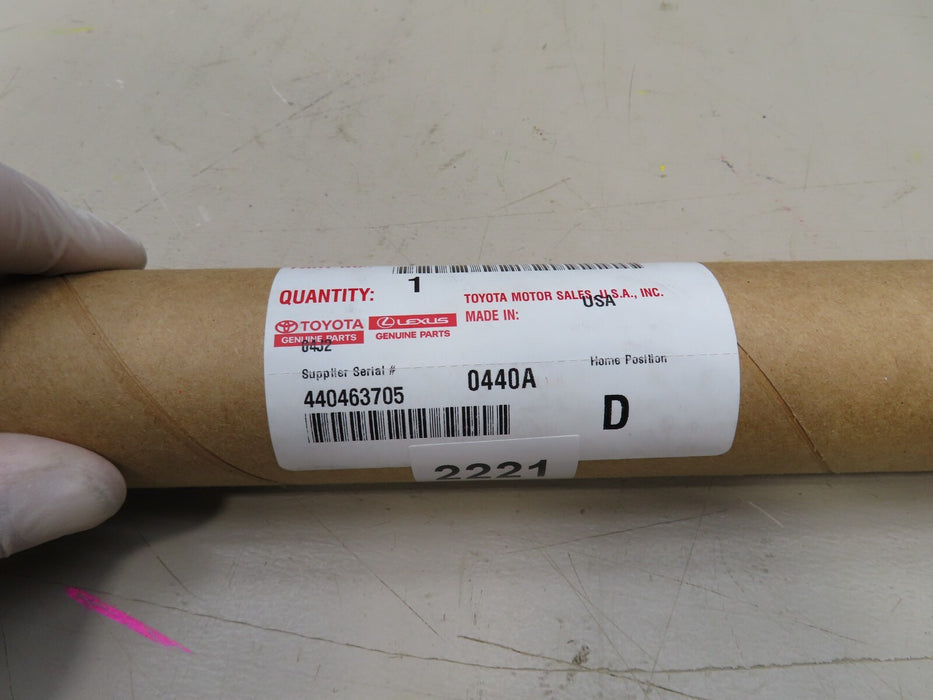 QUANTITY: 1
TOYOTA MOTOR SALES, U.S.A., INC.
MADE IN: USA
TOYOTA
GENUINE PARTS
LEXUS
GENUINE PARTS
04J2
Supplier Serial #
440463705
0440A
Home Position
D
2221